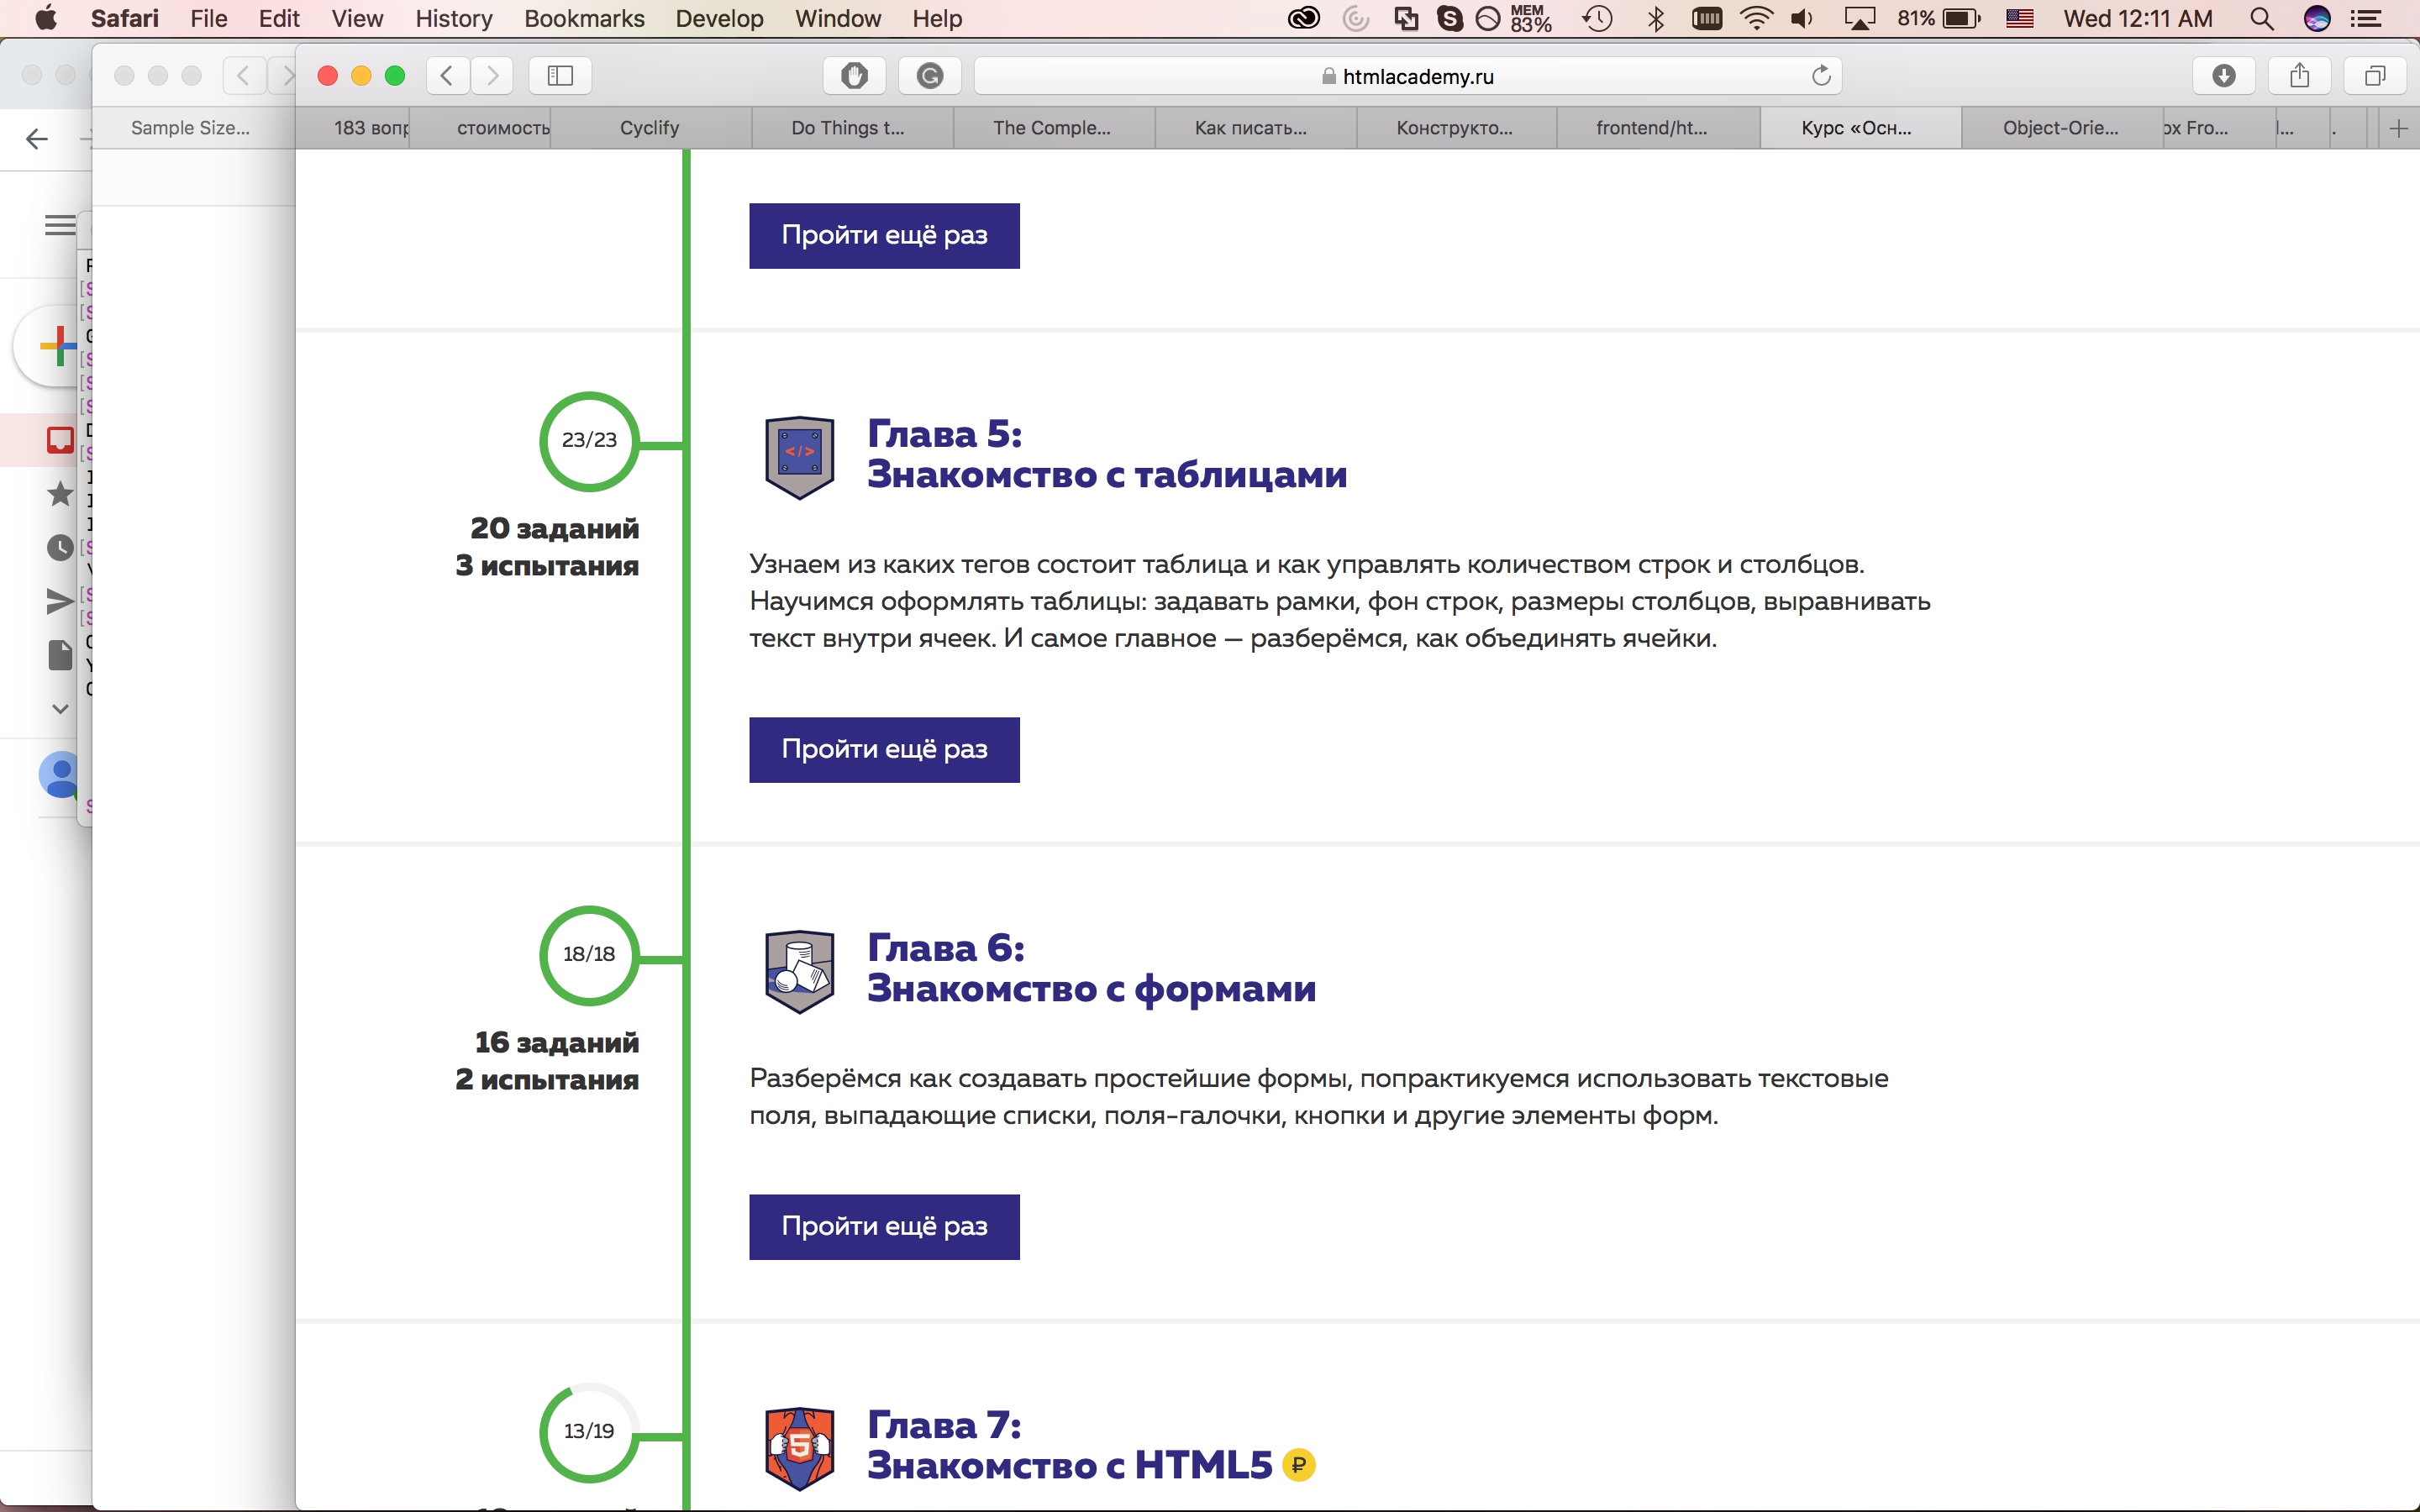 Safari File Edit View History Bookmarks Develop Window Help MEM 83% 81% Wed 12:11 AM
htmlacademy.ru
Sample Size... 183 вопр стоимость Cyclify Do Things t... The Comple... Как писать... Конструкто... frontend/ht... Курс «Осн... Object-Orie... ox Fro...
Пройти ещё раз
23/23
20 заданий
3 испытания
Глава 5:
Знакомство с таблицами
Узнаем из каких тегов состоит таблица и как управлять количеством строк и столбцов.
Научимся оформлять таблицы: задавать рамки, фон строк, размеры столбцов, выравнивать
текст внутри ячеек. И самое главное — разберёмся, как объединять ячейки.
Пройти ещё раз
18/18
16 заданий
2 испытания
Глава 6:
Знакомство с формами
Разберёмся как создавать простейшие формы, попрактикуемся использовать текстовые
поля, выпадающие списки, поля-галочки, кнопки и другие элементы форм.
Пройти ещё раз
13/19
Глава 7:
Знакомство с HTML5 ₽